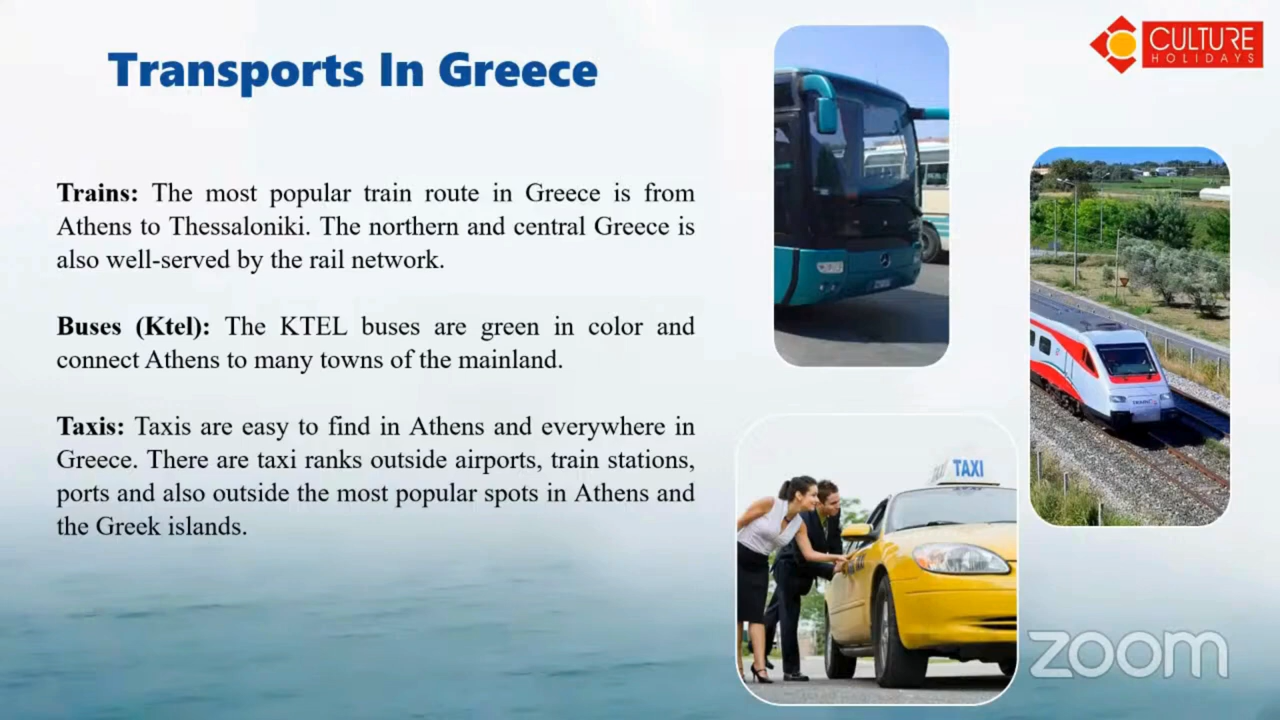 Transports In Greece
CULTURE
HOLIDAYS
Trains: The most popular train route in Greece is from
Athens to Thessaloniki. The northern and central Greece is
also well-served by the rail network.
Buses (Ktel): The KTEL buses are green in color and
connect Athens to many towns of the mainland.
Taxis: Taxis are easy to find in Athens and everywhere in
Greece. There are taxi ranks outside airports, train stations,
ports and also outside the most popular spots in Athens and
the Greek islands.
TAXI
zoom